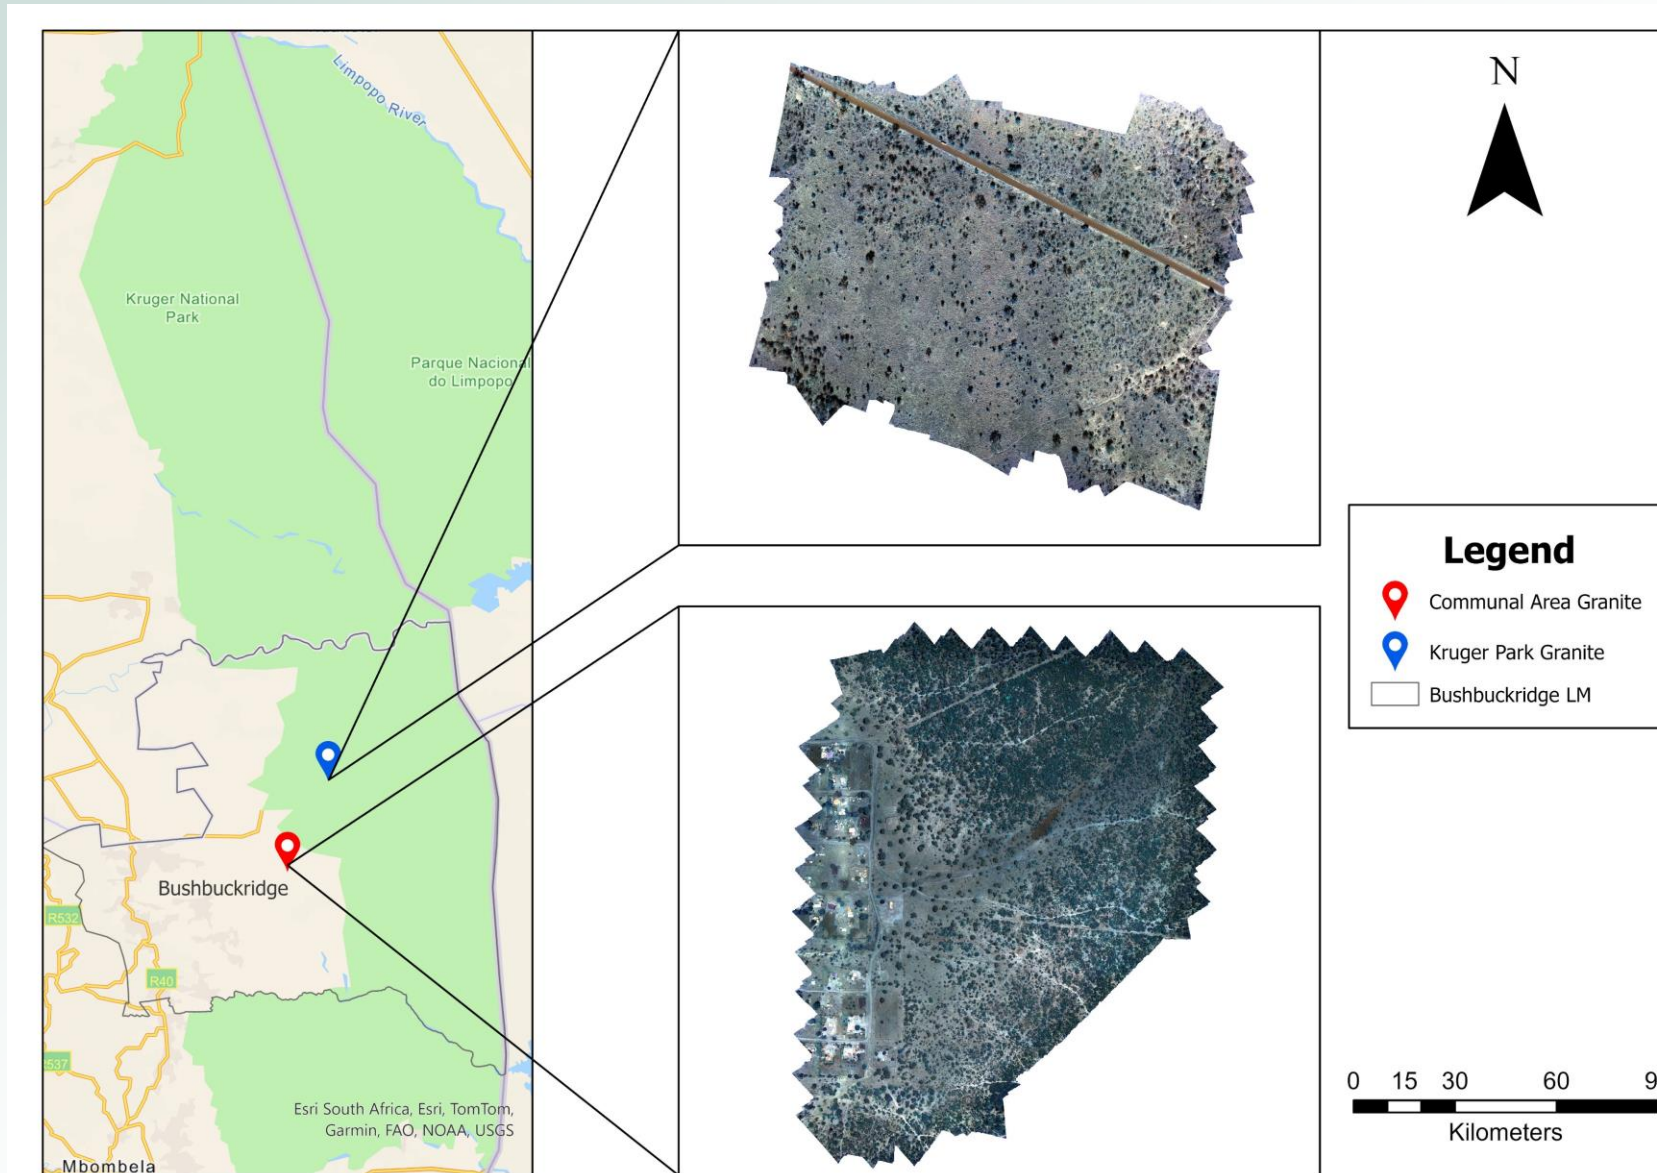 Limpopo River
Kruger National
Park
Parque Nacional
do Limpopo
Bushbuckridge
R532
R40
Esri South Africa, Esri, TomTom,
Garmin, FAO, NOAA, USGS
Mbombela
N
Legend
Communal Area Granite
Kruger Park Granite
Bushbuckridge LM
0 15 30 60 9
Kilometers